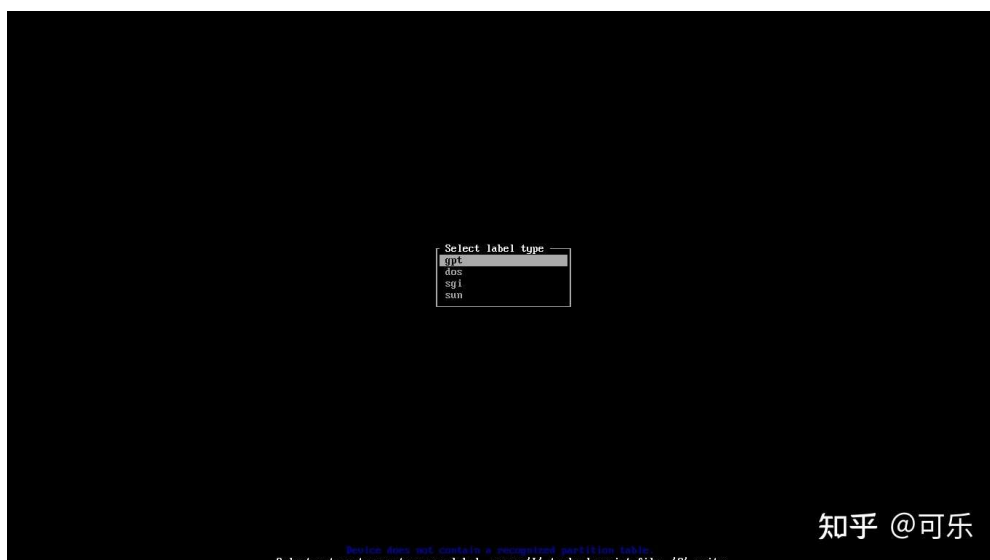 Select label type
gpt
dos
sgi
sun
知乎 @可乐
Device does not contain a recognized partition table